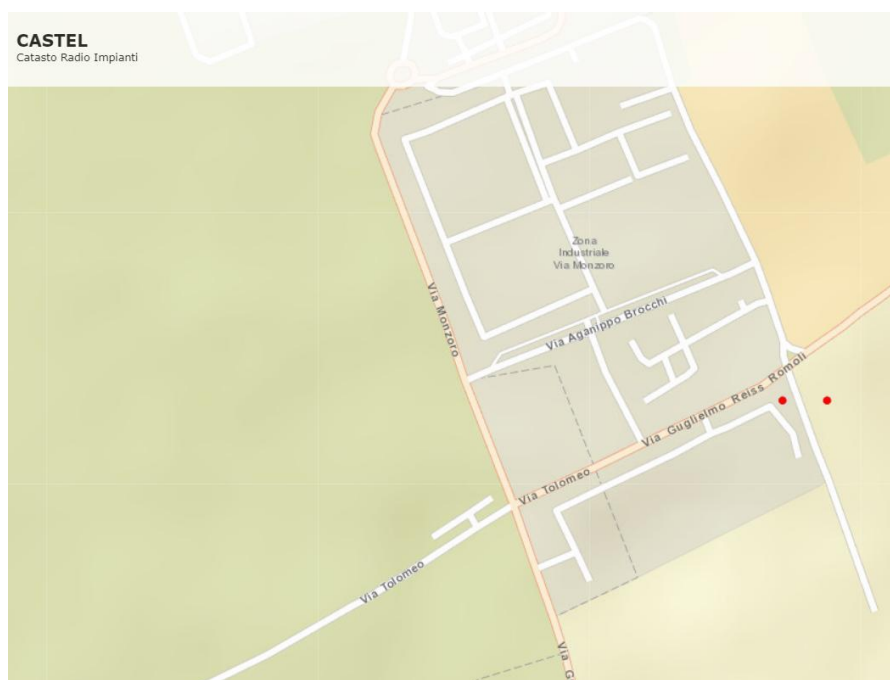 CASTEL
Catasto Radio Impianti
Zona
Industriale
Via Monzoro
Via Monzoro
Via Aganippo Brocchi
Via Guglielmo Reiss Romoli
Via Tolomeo
Via Tolomeo
Via G